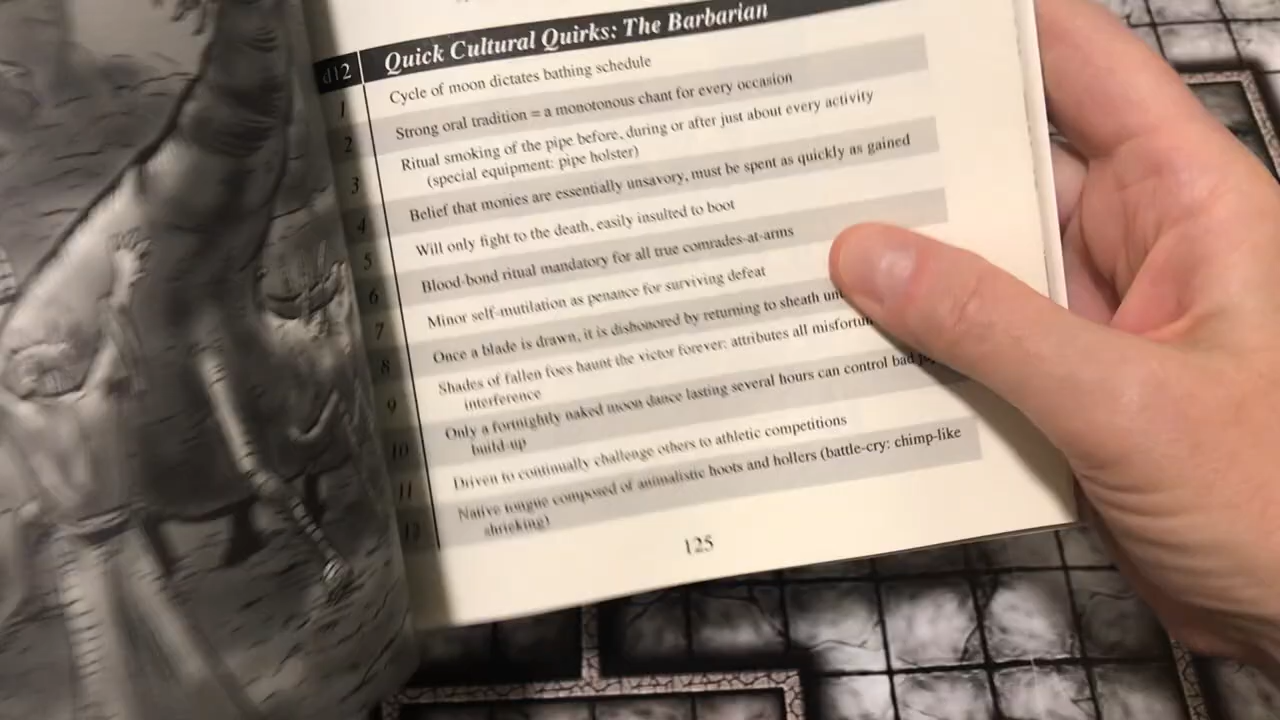 d12 Quick Cultural Quirks: The Barbarian
1 Cycle of moon dictates bathing schedule
2 Strong oral tradition = a monotonous chant for every occasion
3 Ritual smoking of the pipe before, during or after just about every activity
(special equipment: pipe holster)
4 Belief that monies are essentially unsavory, must be spent as quickly as gained
5 Will only fight to the death, easily insulted to boot
6 Blood-bond ritual mandatory for all true comrades-at-arms
7 Minor self-mutilation as penance for surviving defeat
8 Once a blade is drawn, it is dishonored by returning to sheath
9 Shades of fallen foes haunt the victor forever; attributes all
interference
10 Only a fortnightly naked moon dance lasting several hours can control bad
build-up
11 Driven to continually challenge others to athletic competitions
12 Native tongue composed of animalistic hoots and hollers (battle-cry: chimp-like
shrieking)
125